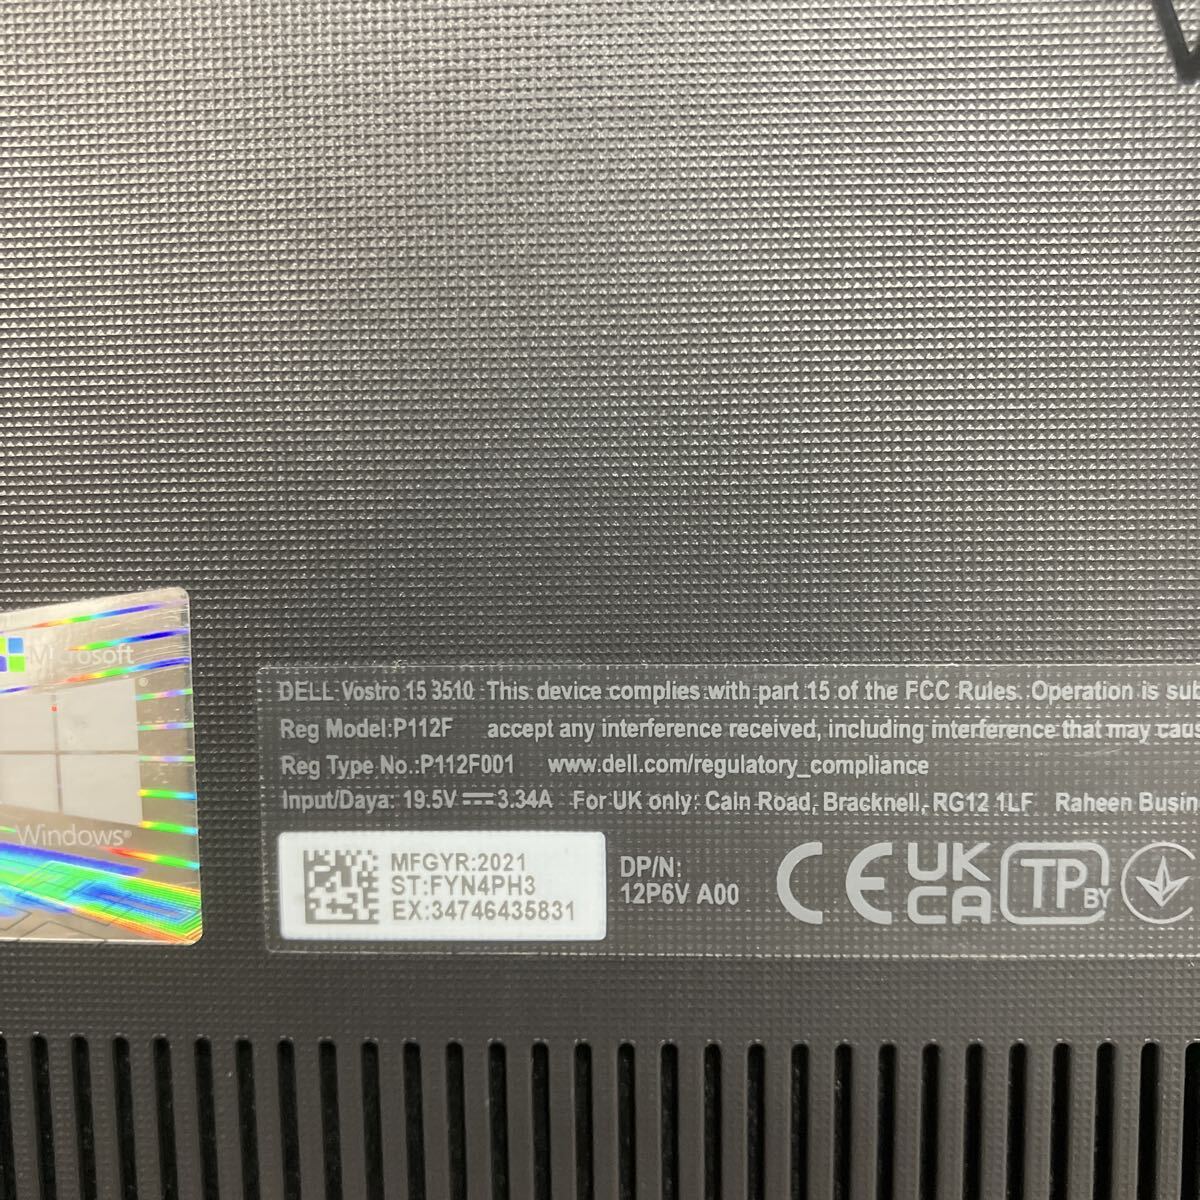 Microsoft
Windows®
DELL Vostro 15 3510 This device complies with part 15 of the FCC Rules. Operation is
Reg Model:P112F accept any interference received, including interference that may
Reg Type No.:P112F001 www.dell.com/regulatory_compliance
Input/Daya: 19.5V⎓3.34A For UK only: Cain Road, Bracknell, RG12 1LF Raheen
MFGYR:2021
ST:FYN4PH3
EX:34746435831
DP/N:
12P6V A00
CE UK CA TP BY